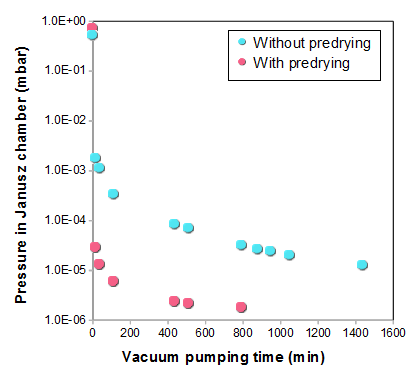 1.0E+00
1.0E-01
1.0E-02
1.0E-03
1.0E-04
1.0E-05
1.0E-06
Pressure in Janusz chamber (mbar)
Without predrying
With predrying
0 200 400 600 800 1000 1200 1400 1600
Vacuum pumping time (min)